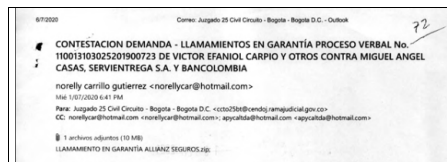 6/7/2020 Correo: Juzgado 25 Civil Circuito - Bogota - Bogota D.C. - Outlook
72
CONTESTACION DEMANDA - LLAMAMIENTOS EN GARANTÍA PROCESO VERBAL No.
11001310302520190072300 DE VICTOR EFANIOL CARPIO Y OTROS CONTRA MIGUEL ANGEL
CASAS, SERVIENTREGA S.A. Y BANCOLOMBIA
norelly carrillo gutierrez <norellycar@hotmail.com>
Mié 1/07/2020 6:41 PM
Para: Juzgado 25 Civil Circuito - Bogota - Bogota D.C. <ccto25bt@cendoj.ramajudicial.gov.co>
CC: norellycar@hotmail.com <norellycar@hotmail.com>; apycaltda@hotmail.com <apycaltda@hotmail.com>
1 archivos adjuntos (10 MB)
LLAMAMIENTO EN GARANTÍA ALLIANZ SEGUROS.zip;